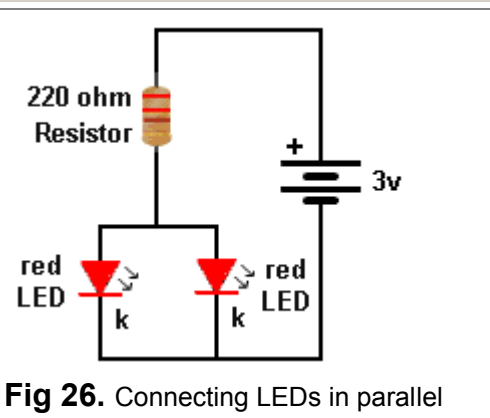 220 ohm
Resistor
+
3v
red
LED
k
red
LED
k
Fig 26. Connecting LEDs in parallel